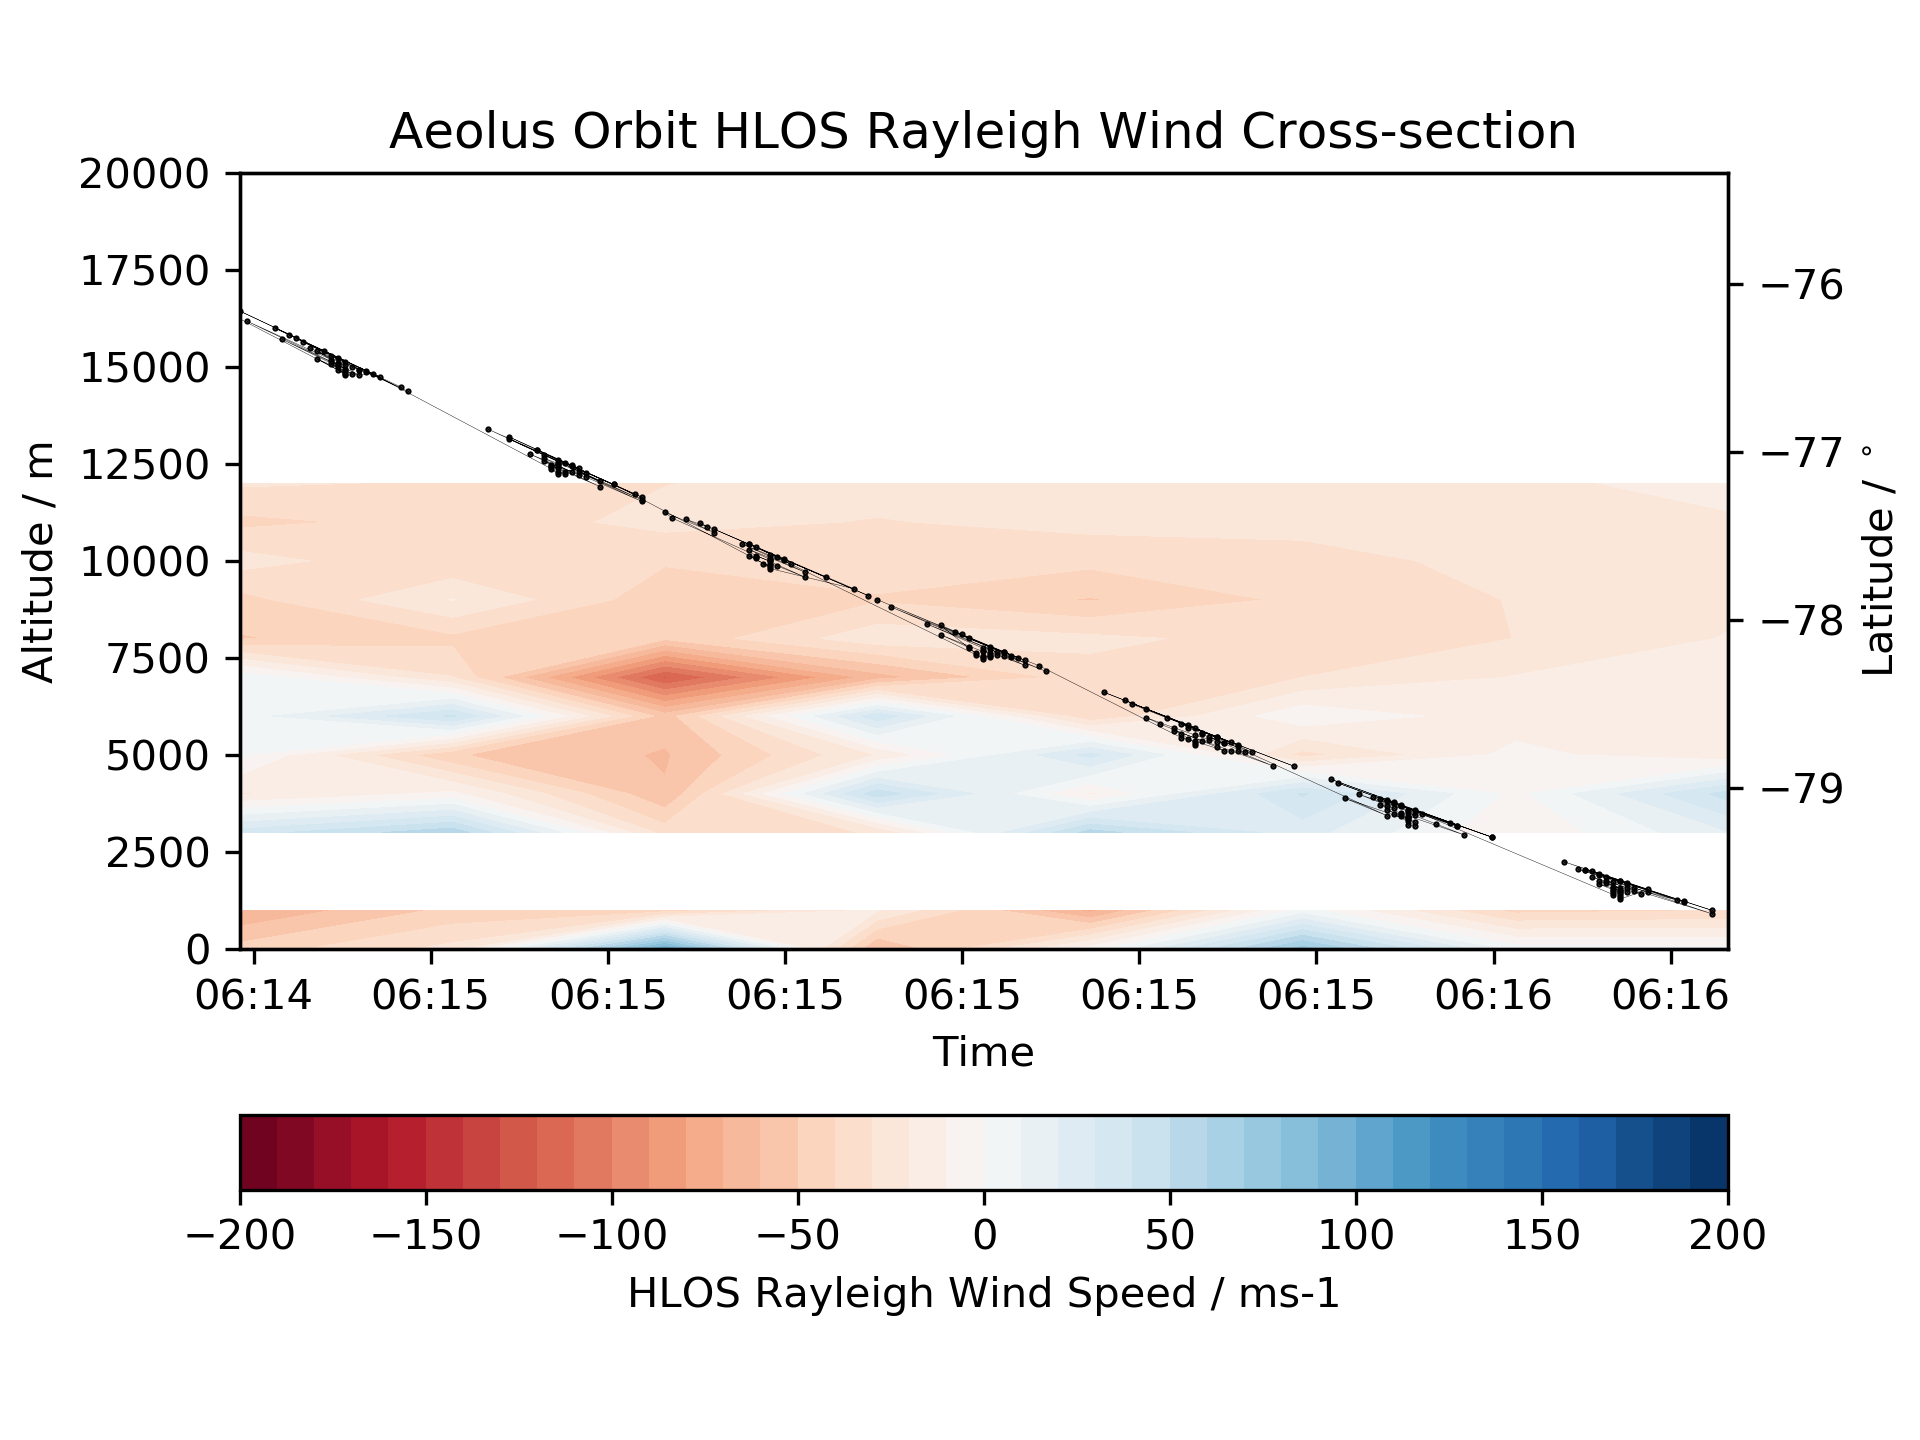 Aeolus Orbit HLOS Rayleigh Wind Cross-section
20000
17500
15000
12500
10000
7500
5000
2500
0
Altitude / m
−76
−77
−78
−79
Latitude / °
06:14 06:15 06:15 06:15 06:15 06:15 06:15 06:16 06:16
Time
−200 −150 −100 −50 0 50 100 150 200
HLOS Rayleigh Wind Speed / ms-1